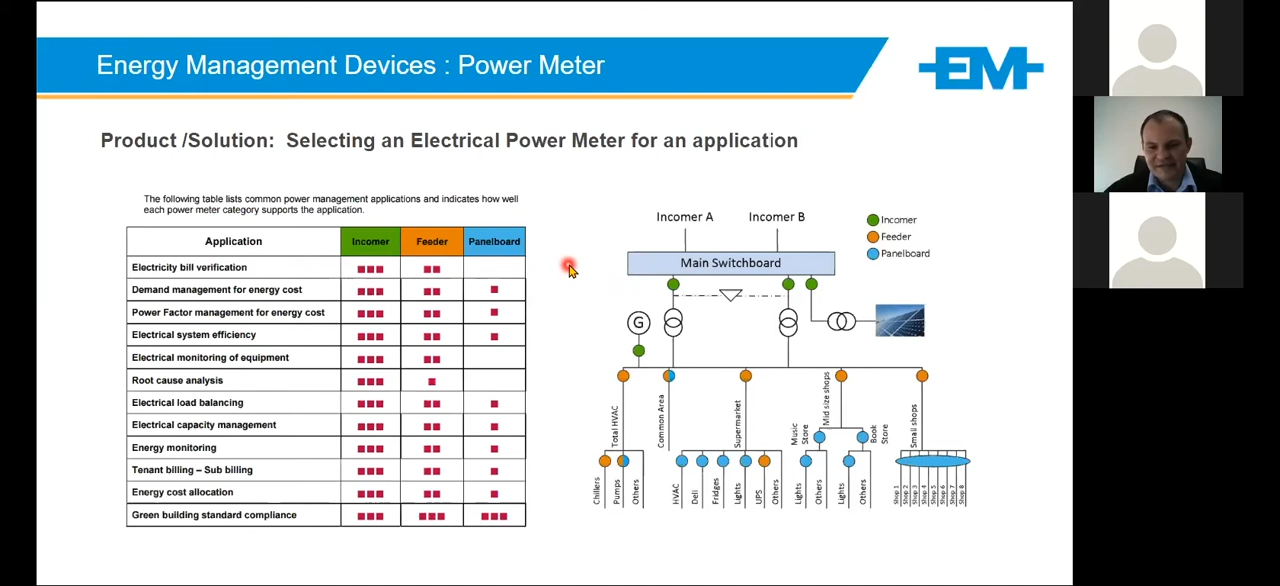 Energy Management Devices : Power Meter
EM
Product /Solution: Selecting an Electrical Power Meter for an application
The following table lists common power management applications and indicates how well
each power meter category supports the application.
Application Incomer Feeder Panelboard
Electricity bill verification
Demand management for energy cost
Power Factor management for energy cost
Electrical system efficiency
Electrical monitoring of equipment
Root cause analysis
Electrical load balancing
Electrical capacity management
Energy monitoring
Tenant billing – Sub billing
Energy cost allocation
Green building standard compliance
Incomer A Incomer B
Incomer
Feeder
Panelboard
Main Switchboard
G
Total HVAC
Common Area
Supermarket
Mid size shops
Small shops
Music
Store
Book
Store
Chillers
Pumps
Others
HVAC
Deli
Fridges
Lights
UPS
Others
Lights
Others
Lights
Others
Shop 1
Shop 2
Shop 3
Shop 4
Shop 5
Shop 6
Shop 7
Shop 8